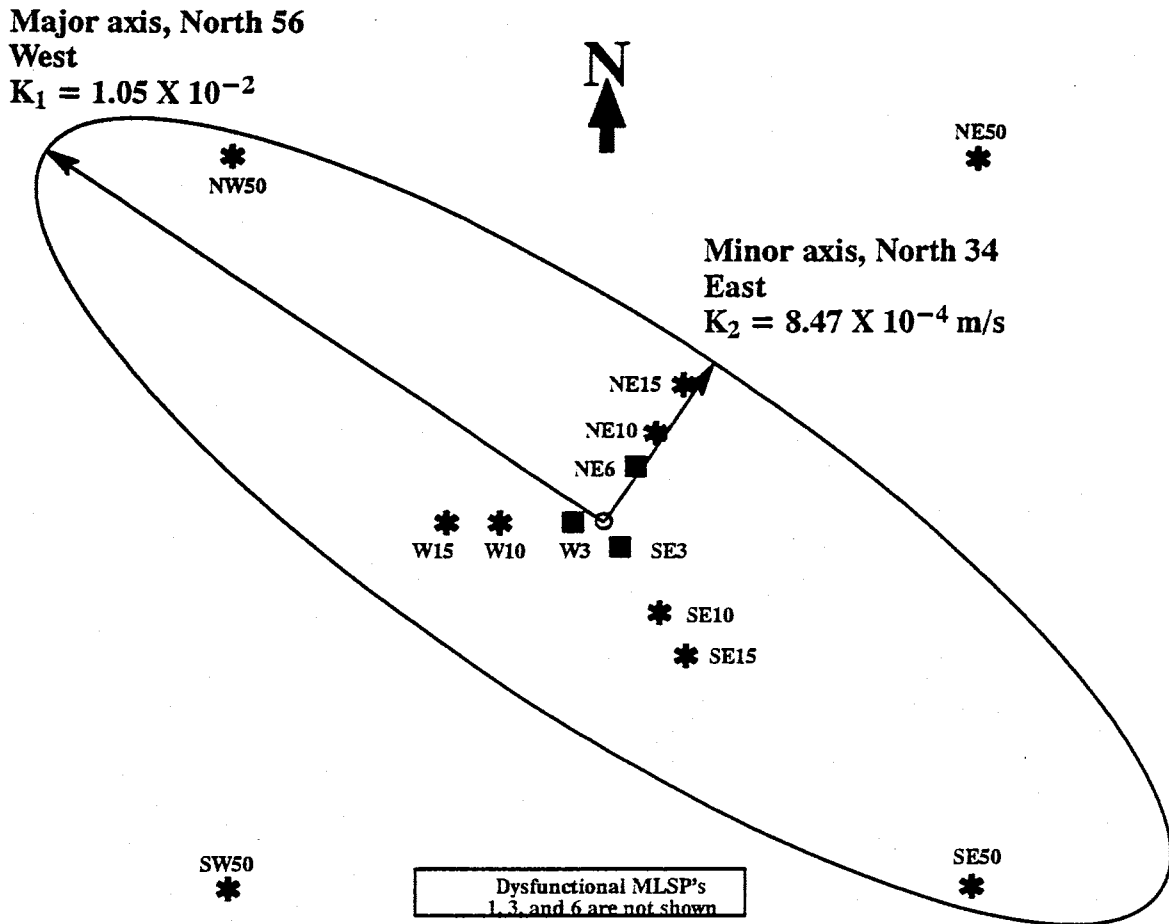 Major axis, North 56
West
K₁ = 1.05 X 10⁻²
N
NE50
NW50
Minor axis, North 34
East
K₂ = 8.47 X 10⁻⁴ m/s
NE15
NE10
NE6
W15
W10
W3
SE3
SE10
SE15
SW50
SE50
Dysfunctional MLSP's
1, 3, and 6 are not shown